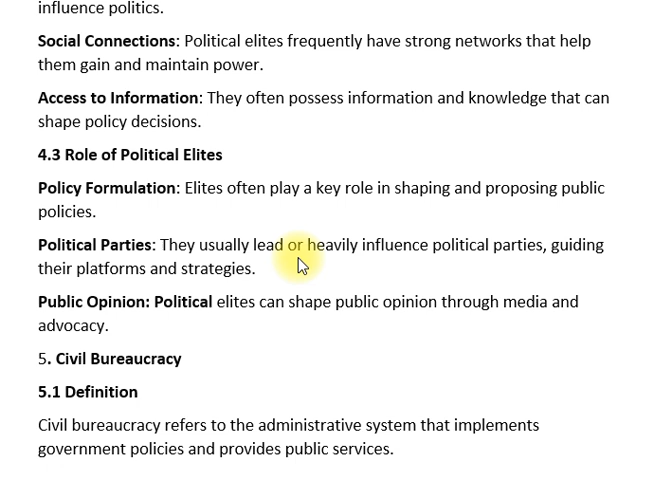 influence politics.
Social Connections: Political elites frequently have strong networks that help
them gain and maintain power.
Access to Information: They often possess information and knowledge that can
shape policy decisions.
4.3 Role of Political Elites
Policy Formulation: Elites often play a key role in shaping and proposing public
policies.
Political Parties: They usually lead or heavily influence political parties, guiding
their platforms and strategies.
Public Opinion: Political elites can shape public opinion through media and
advocacy.
5. Civil Bureaucracy
5.1 Definition
Civil bureaucracy refers to the administrative system that implements
government policies and provides public services.